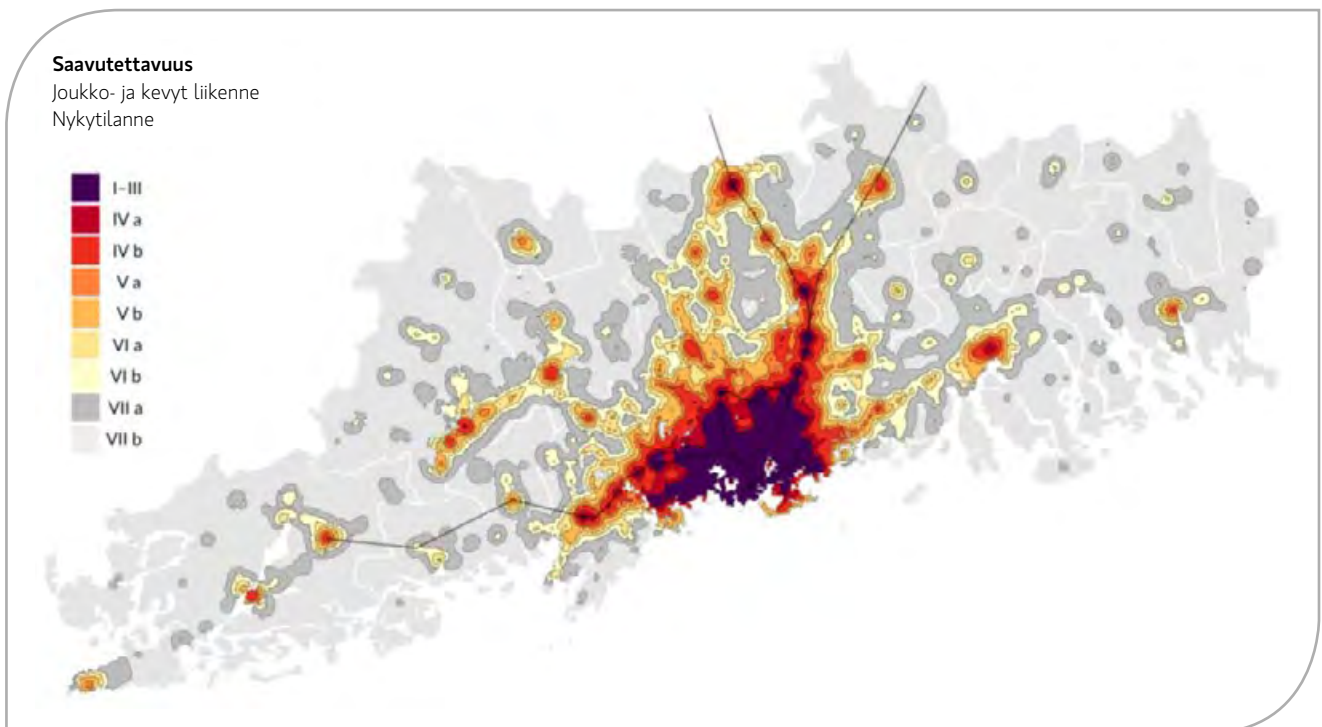 Saavutettavuus
Joukko- ja kevyt liikenne
Nykytilanne
I-III
IV a
IV b
V a
V b
VI a
VI b
VII a
VII b